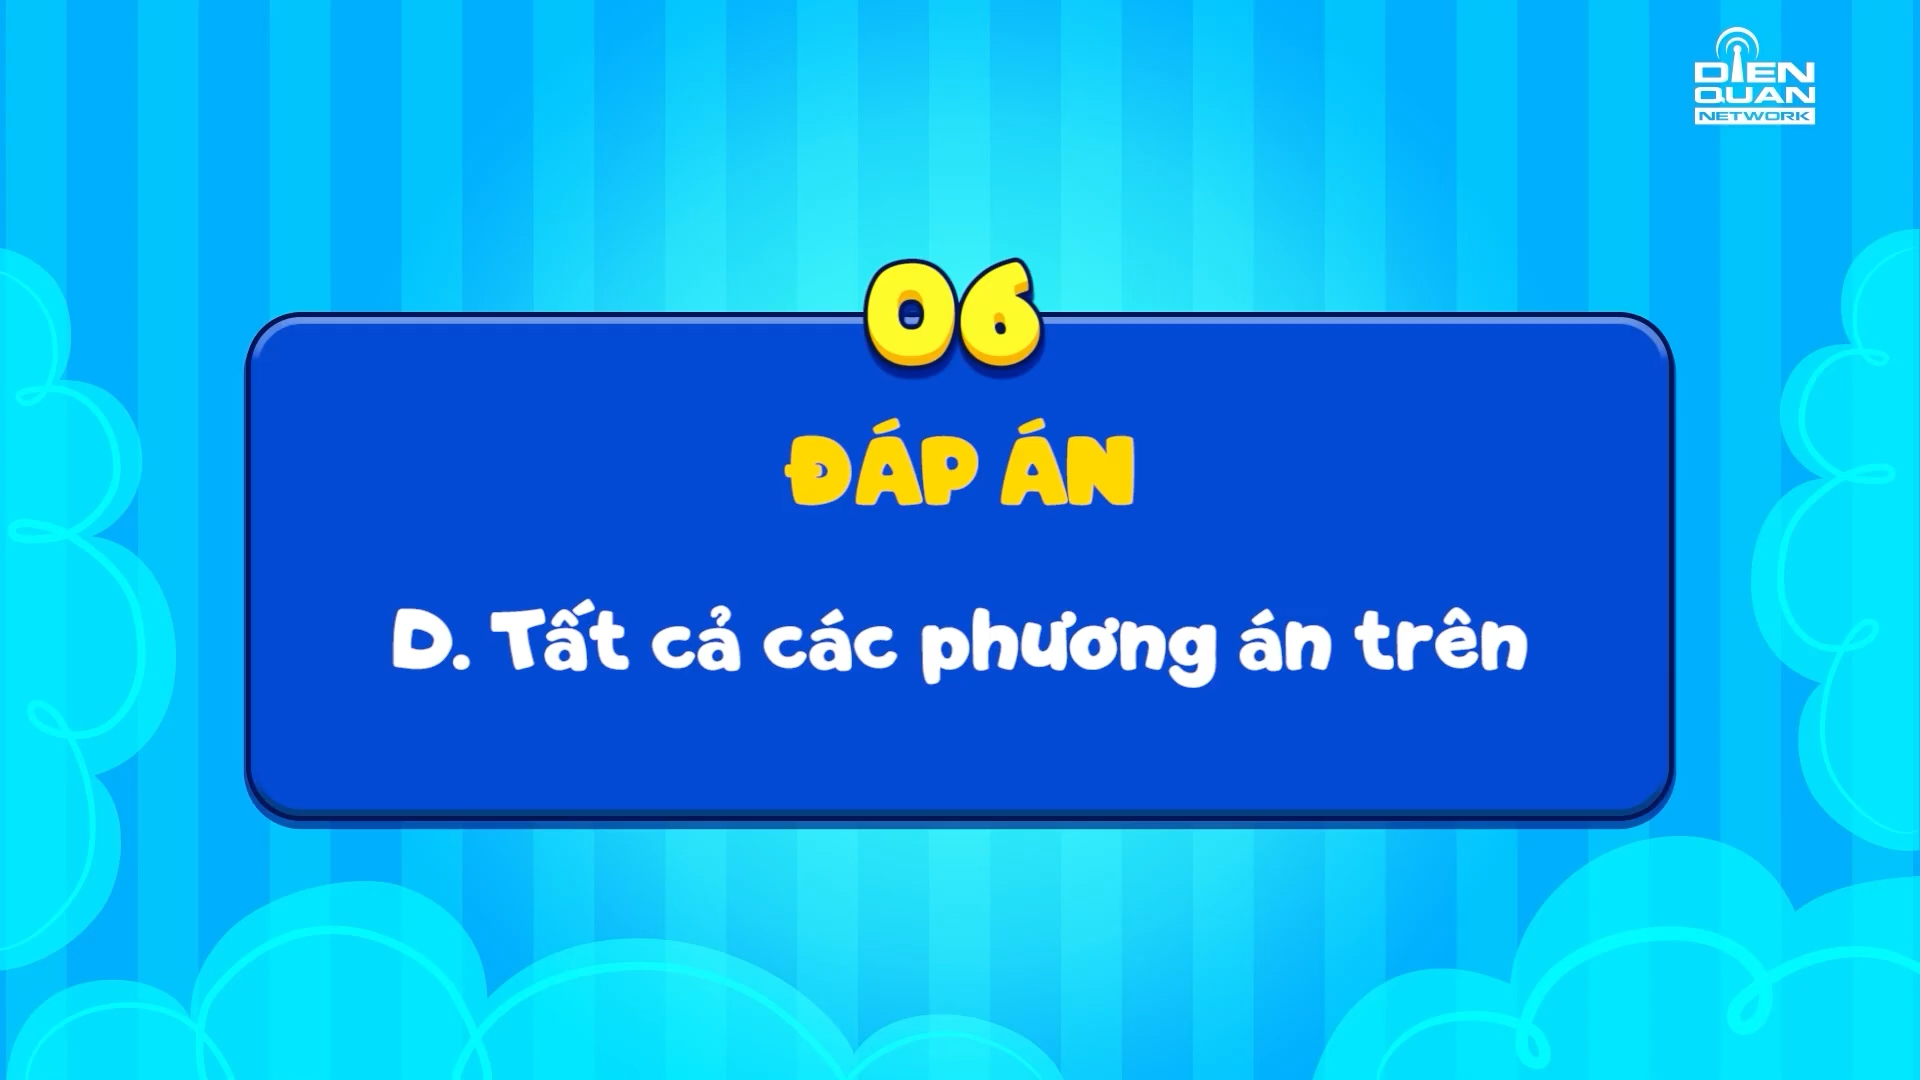 DIEN
QUAN
NETWORK
06
ĐÁP ÁN
D. Tất cả các phương án trên